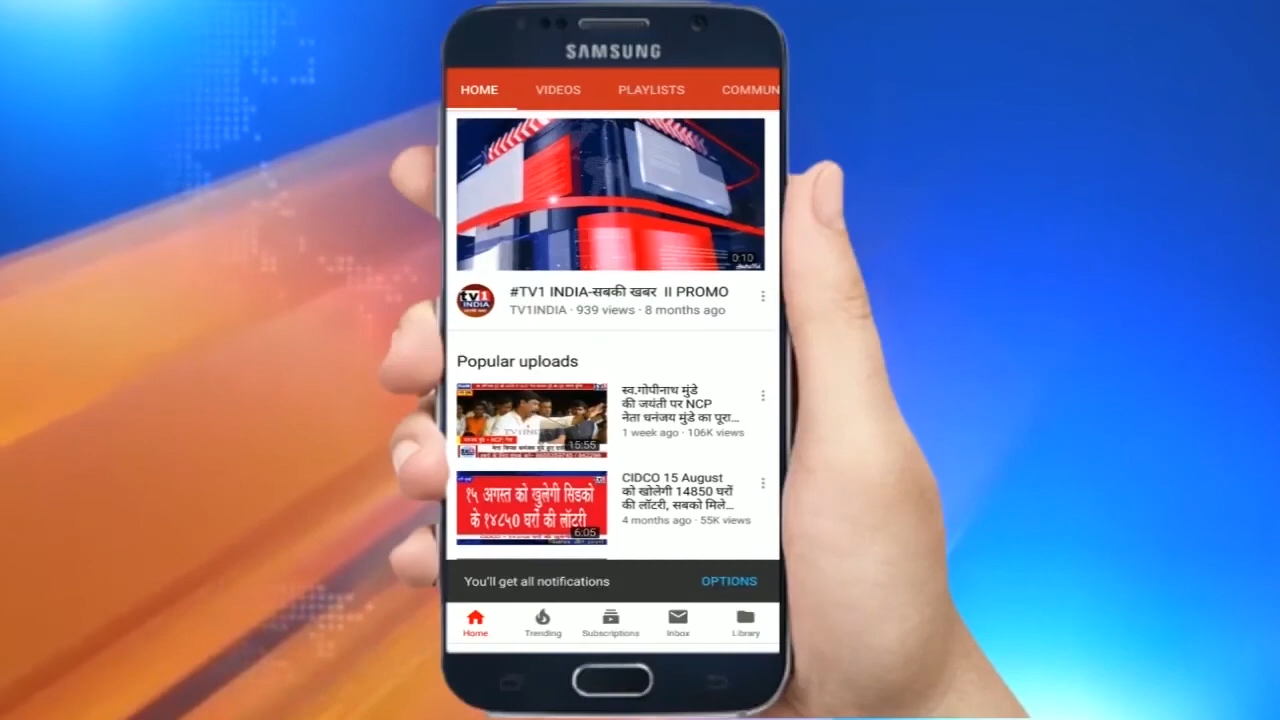 SAMSUNG
HOME VIDEOS PLAYLISTS COMMUN
0:10
tv1
INDIA
#TV1 INDIA-सबकी खबर II PROMO
TV1INDIA · 939 views · 8 months ago
Popular uploads
TV1INDIA
15:55
स्व.गोपीनाथ मुंडे
की जयंती पर NCP
नेता धनंजय मुंडे का पूरा...
1 week ago · 106K views
१५ अगस्त को खुलेगी सिडको
के १४८५० घरों की लॉटरी
6:05
CIDCO 15 August
को खोलेगी 14850 घरों
की लॉटरी, सबको मिले...
4 months ago · 55K views
You'll get all notifications OPTIONS
Home Trending Subscriptions Inbox Library